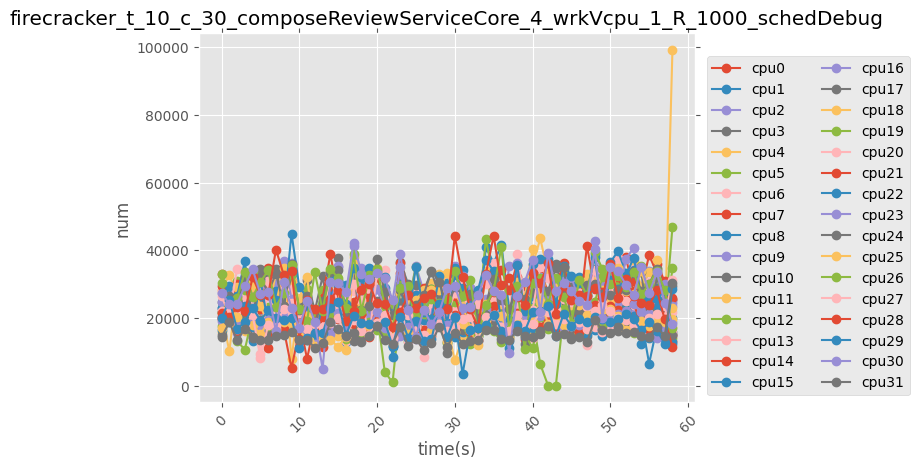 firecracker_t_10_c_30_composeReviewServiceCore_4_wrkVcpu_1_R_1000_schedDebug
100000
80000
60000
40000
20000
0
num
0
10
20
30
40
50
60
time(s)
cpu0
cpu1
cpu2
cpu3
cpu4
cpu5
cpu6
cpu7
cpu8
cpu9
cpu10
cpu11
cpu12
cpu13
cpu14
cpu15
cpu16
cpu17
cpu18
cpu19
cpu20
cpu21
cpu22
cpu23
cpu24
cpu25
cpu26
cpu27
cpu28
cpu29
cpu30
cpu31